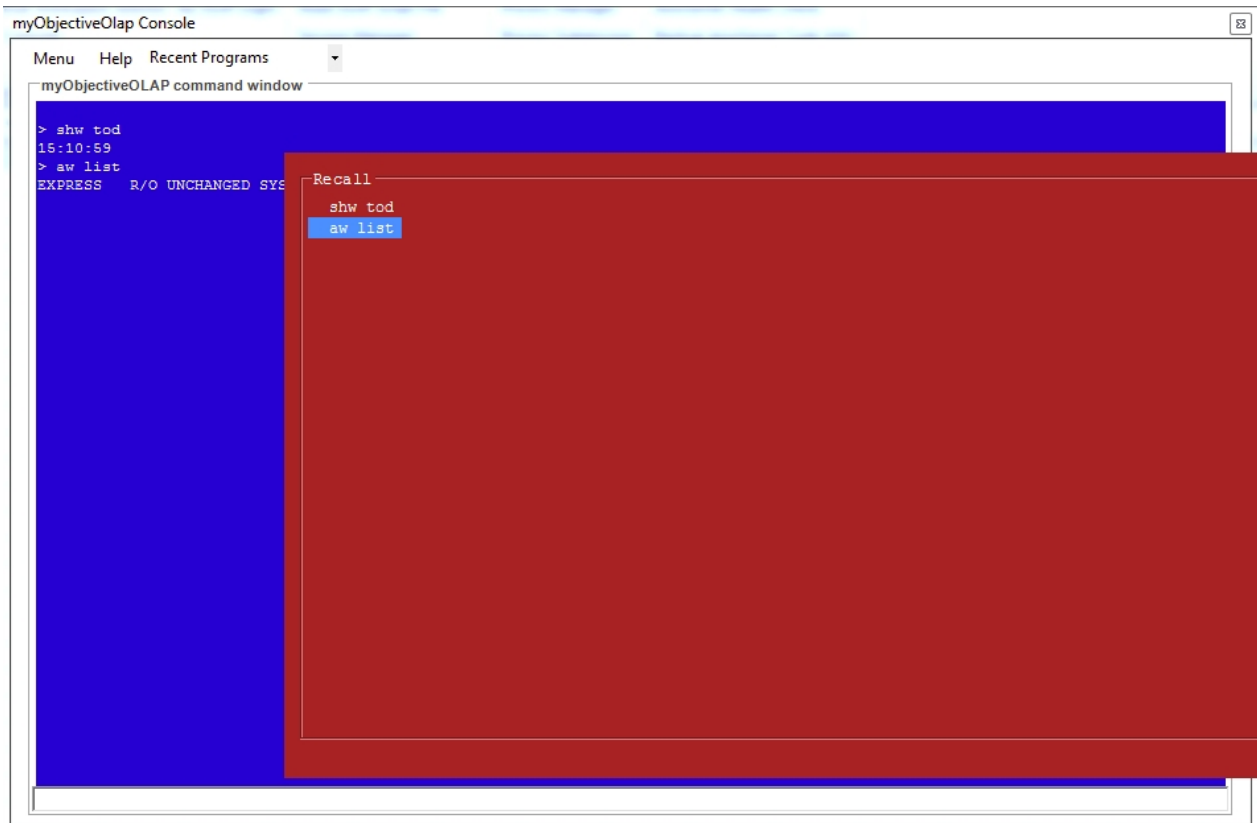 myObjectiveOlap Console
Menu Help Recent Programs
myObjectiveOLAP command window
> shw tod
15:10:59
> aw list
EXPRESS R/O UNCHANGED SYS
Recall
shw tod
aw list